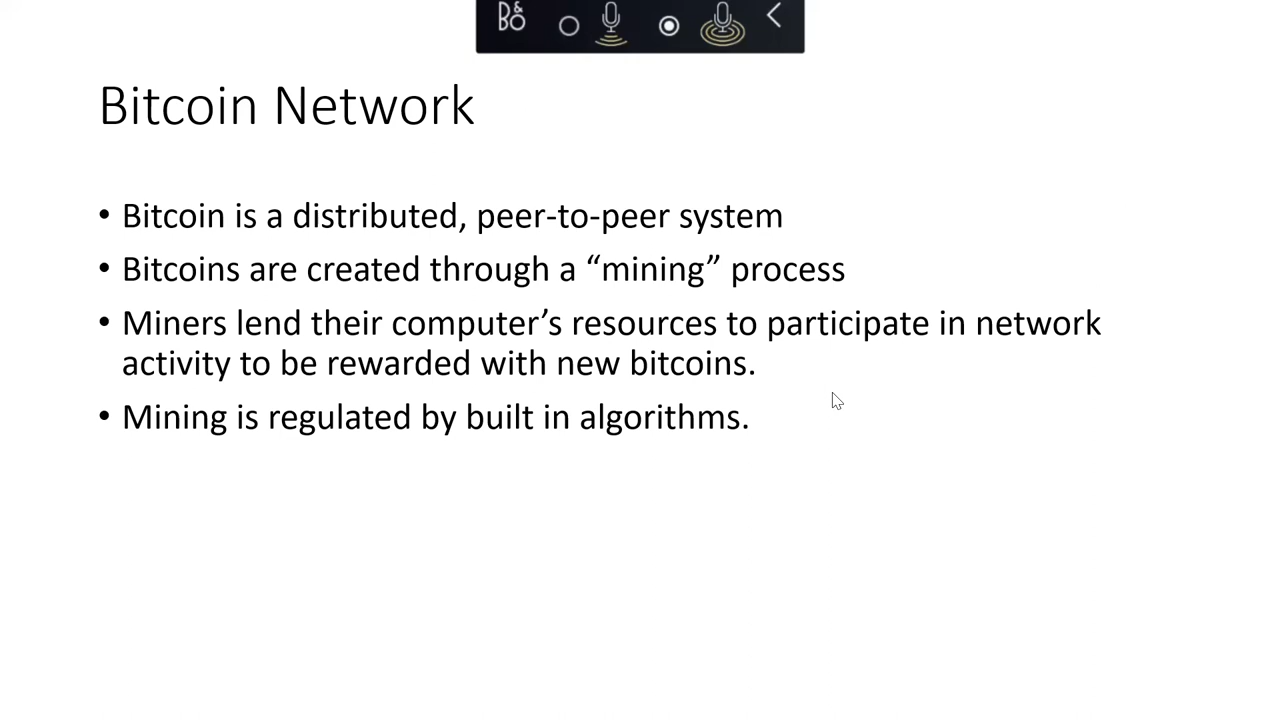 B&O
Bitcoin Network
• Bitcoin is a distributed, peer-to-peer system
• Bitcoins are created through a “mining” process
• Miners lend their computer’s resources to participate in network
activity to be rewarded with new bitcoins.
• Mining is regulated by built in algorithms.